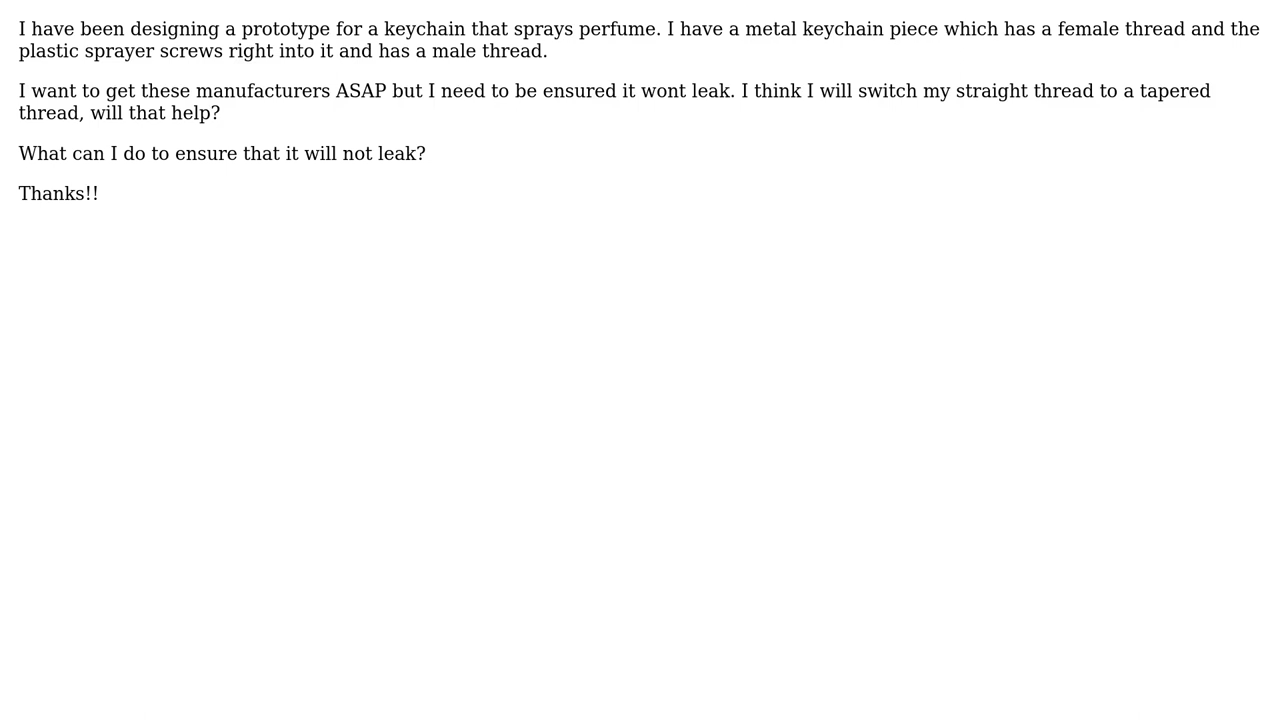 I have been designing a prototype for a keychain that sprays perfume. I have a metal keychain piece which has a female thread and the
plastic sprayer screws right into it and has a male thread.
I want to get these manufacturers ASAP but I need to be ensured it wont leak. I think I will switch my straight thread to a tapered
thread, will that help?
What can I do to ensure that it will not leak?
Thanks!!